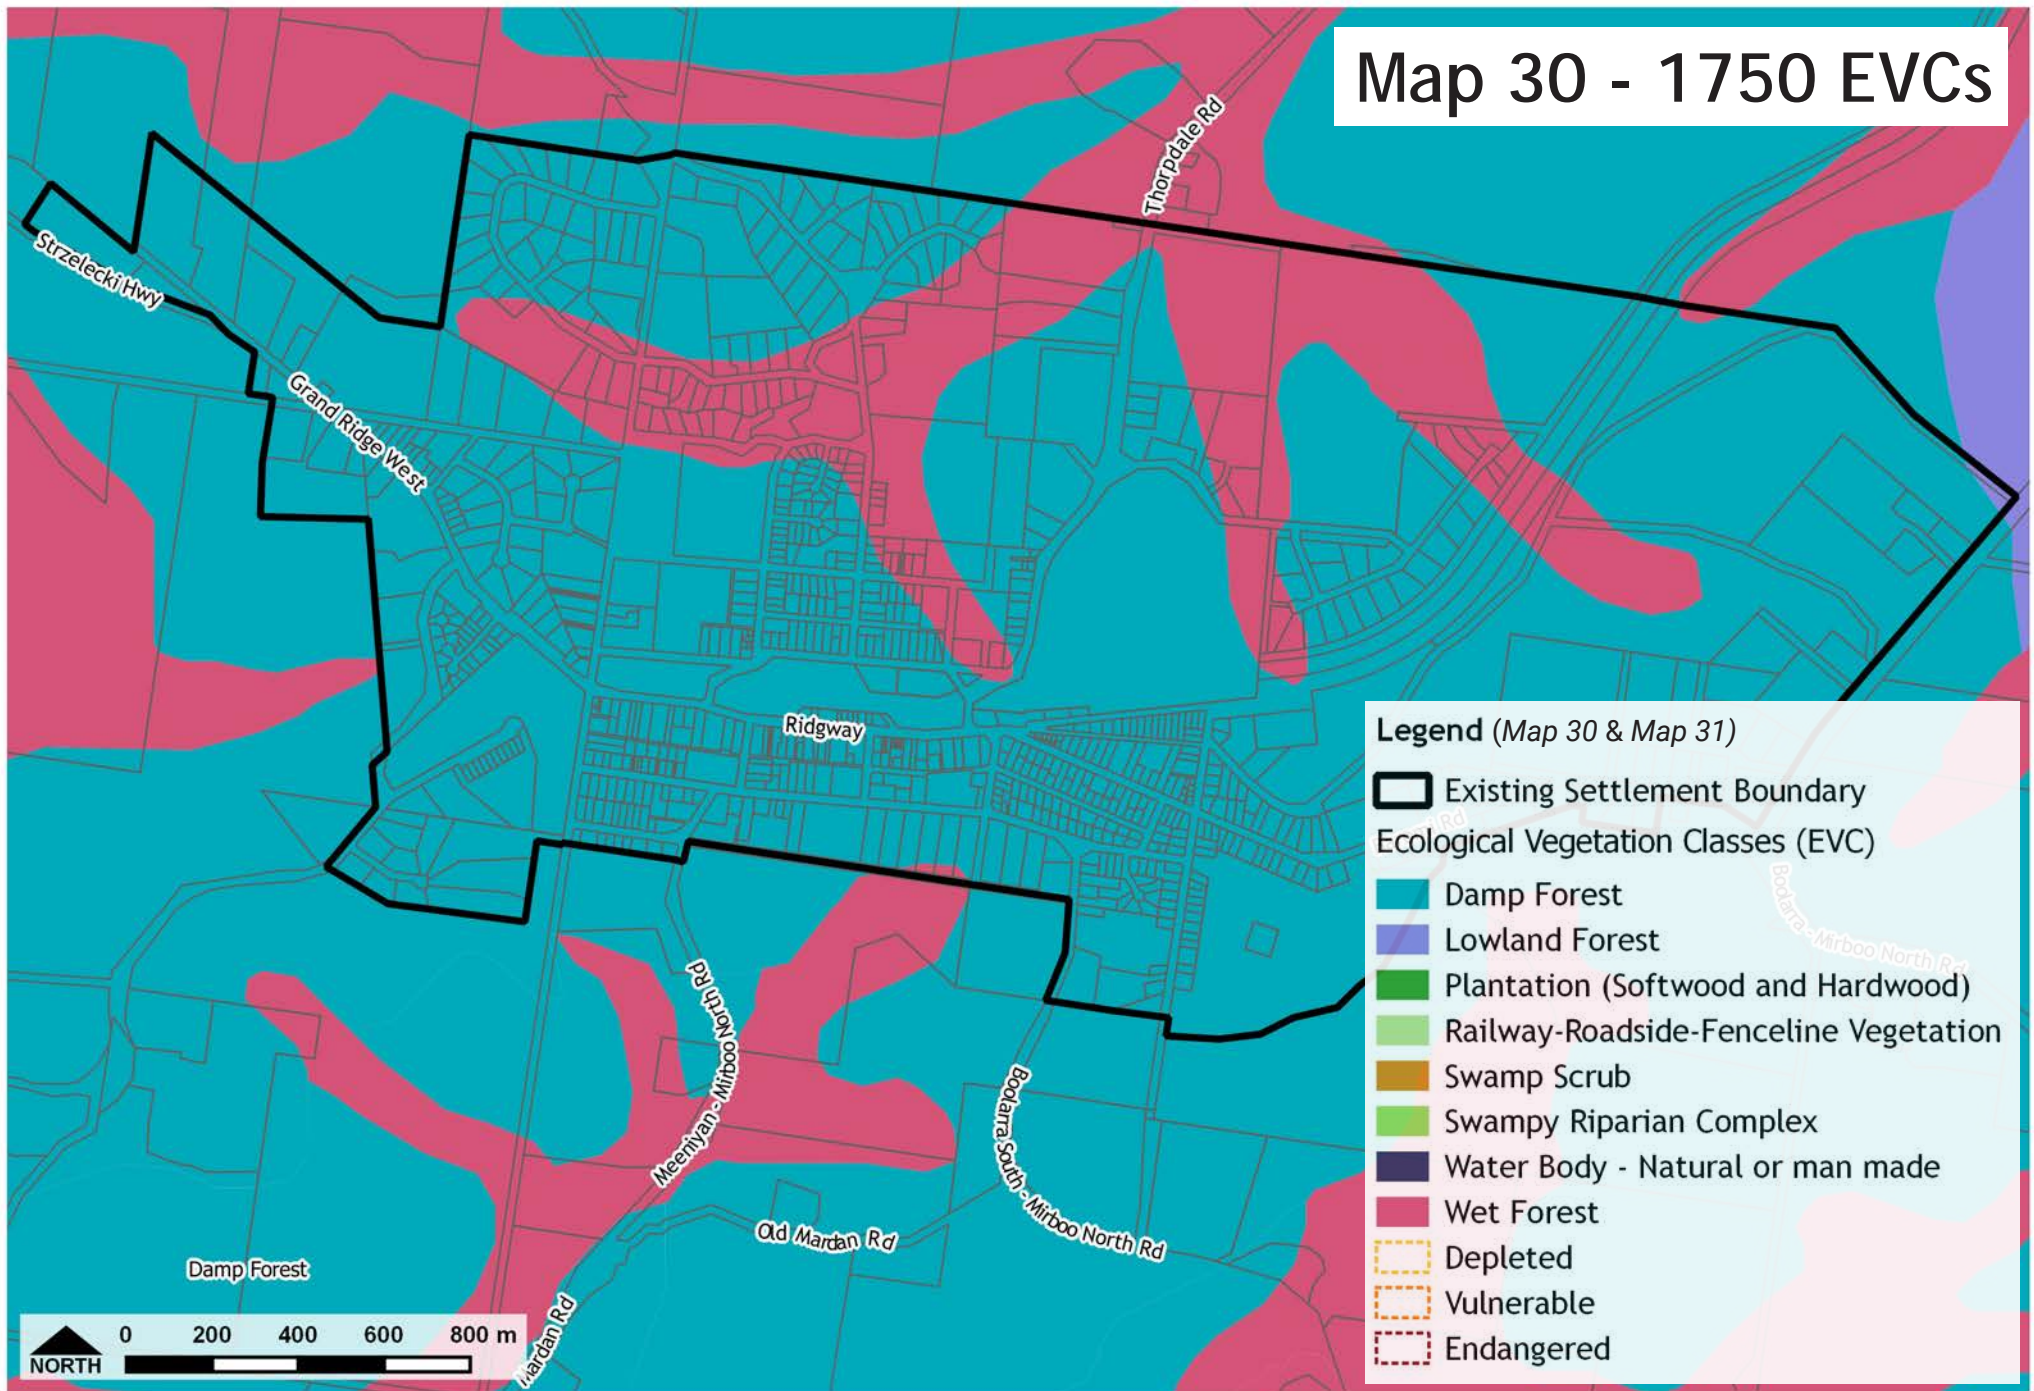 Map 30 - 1750 EVCs
Thorpdale Rd
Strzelecki Hwy
Grand Ridge West
Ridgway
Meeniyan - Mirboo North Rd
Boolarra South - Mirboo North Rd
Old Mardan Rd
Mardan Rd
Damp Forest
Boolarra - Mirboo North Rd
Legend (Map 30 & Map 31)
Existing Settlement Boundary
Ecological Vegetation Classes (EVC)
Damp Forest
Lowland Forest
Plantation (Softwood and Hardwood)
Railway-Roadside-Fenceline Vegetation
Swamp Scrub
Swampy Riparian Complex
Water Body - Natural or man made
Wet Forest
Depleted
Vulnerable
Endangered
0 200 400 600 800 m
NORTH